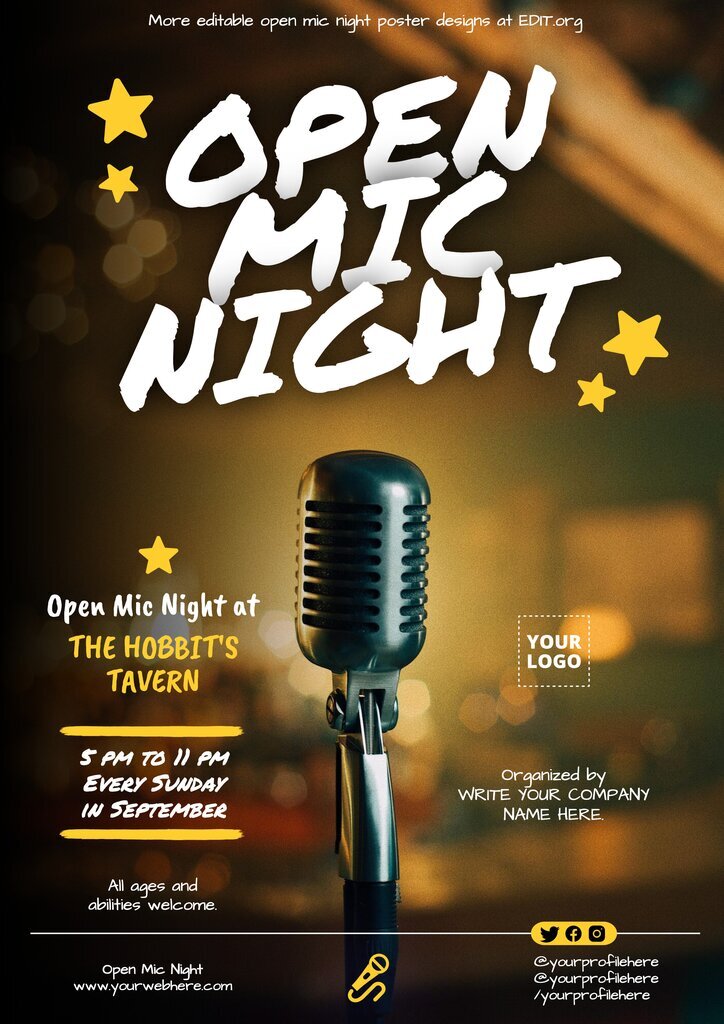 More editable open mic night poster designs at EDIT.org
OPEN
MIC
NIGHT
Open Mic Night at
THE HOBBIT'S
TAVERN
5 PM TO 11 PM
EVERY SUNDAY
IN SEPTEMBER
All ages and
abilities welcome.
YOUR
LOGO
Organized by
WRITE YOUR COMPANY
NAME HERE.
Open Mic Night
www.yourwebhere.com
@yourprofilehere
@yourprofilehere
/yourprofilehere